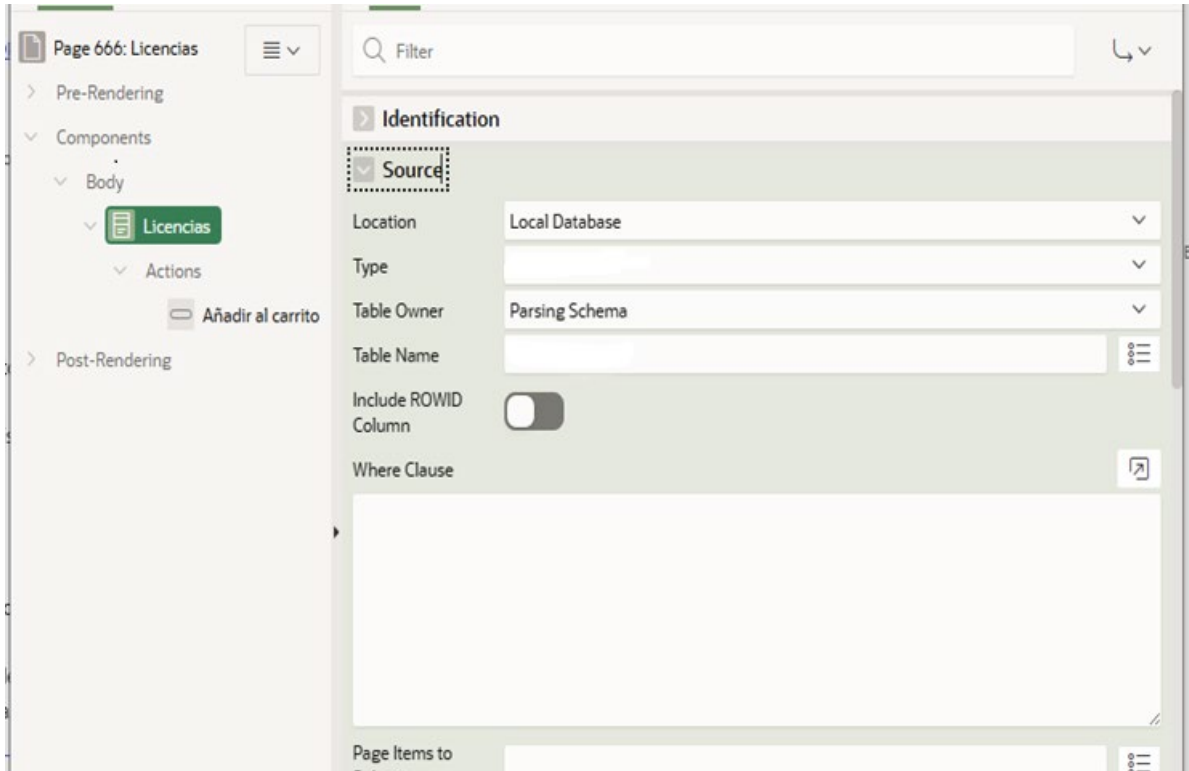 Page 666: Licencias
Pre-Rendering
Components
Body
Licencias
Actions
Añadir al carrito
Post-Rendering
Filter
Identification
Source
Location
Local Database
Type
Table Owner
Parsing Schema
Table Name
Include ROWID
Column
Where Clause
Page Items to